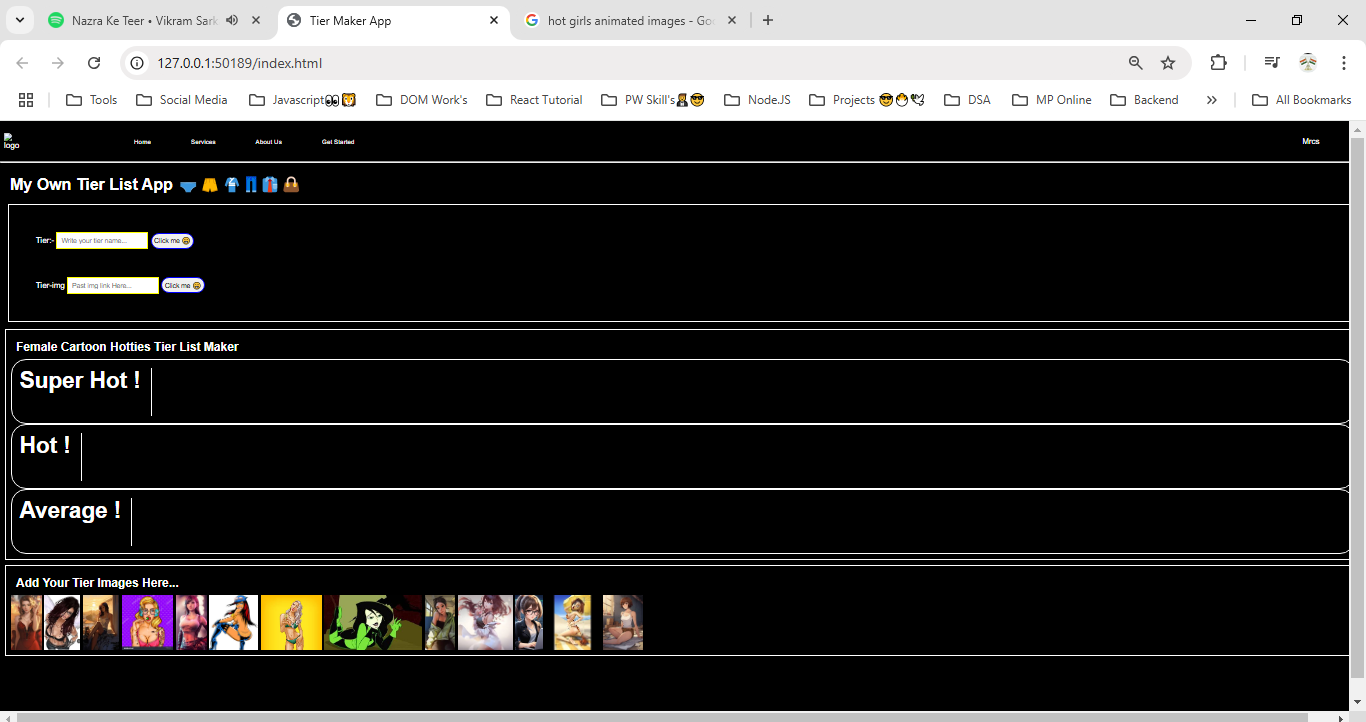 Nazra Ke Teer • Vikram Sark
Tier Maker App
hot girls animated images - Goo
127.0.0.1:50189/index.html
Tools
Social Media
Javascript👀🦁
DOM Work's
React Tutorial
PW Skill's👩‍🎓😎
Node.JS
Projects 😎🐣🕊
DSA
MP Online
Backend
All Bookmarks
logo
Home
Services
About Us
Get Started
Mrcs
My Own Tier List App 🩲 🩳 🥻 👖 👔 👜
Tier:- Write your tier name... Click me 😄
Tier-img Past img link Here... Click me 😄
Female Cartoon Hotties Tier List Maker
Super Hot !
Hot !
Average !
Add Your Tier Images Here...